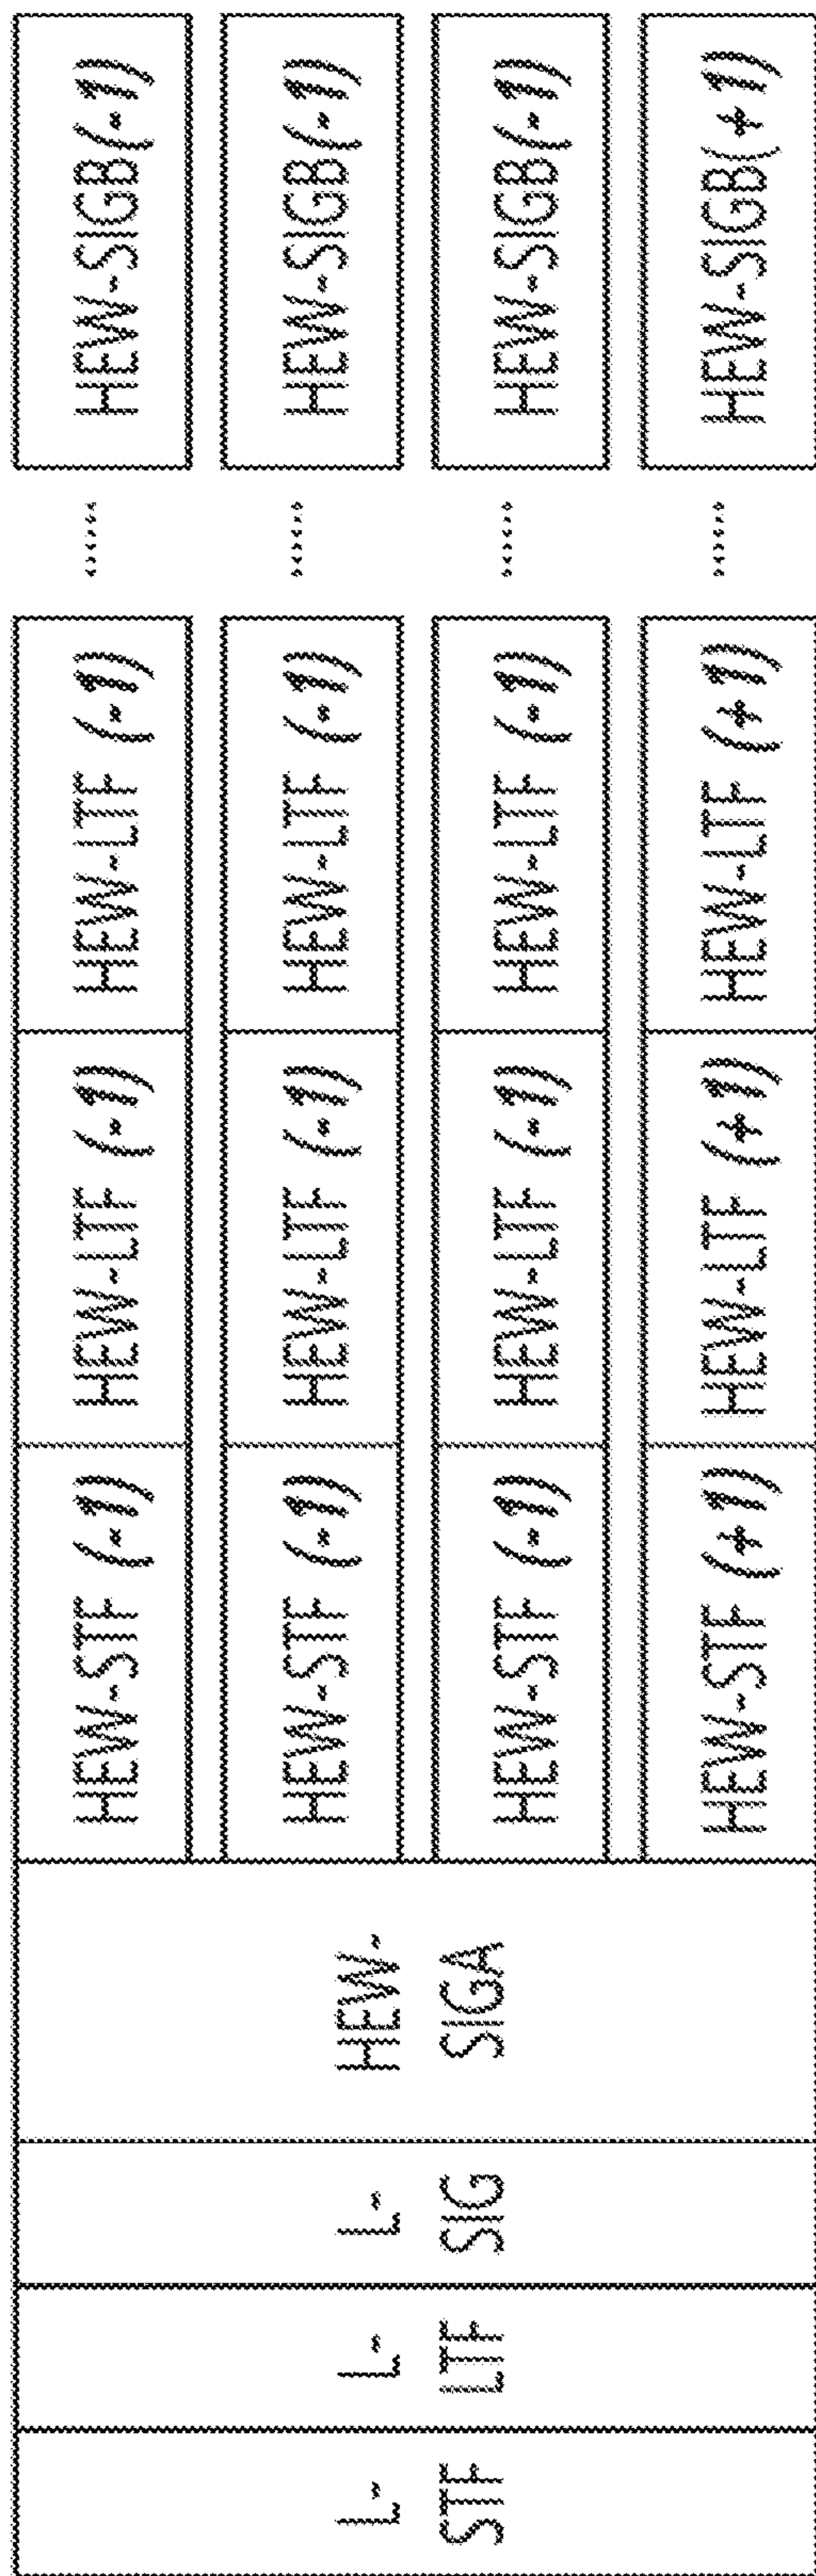 L-
STF
L-
LTF
L-
SIG
HEW-
SIGA
HEW-STF (-1)
HEW-LTF (-1)
HEW-LTF (-1)
......
HEW-SIGB(-1)
HEW-STF (-1)
HEW-LTF (-1)
HEW-LTF (-1)
......
HEW-SIGB(-1)
HEW-STF (-1)
HEW-LTF (-1)
HEW-LTF (-1)
......
HEW-SIGB(-1)
HEW-STF (+1)
HEW-LTF (+1)
HEW-LTF (+1)
......
HEW-SIGB(+1)